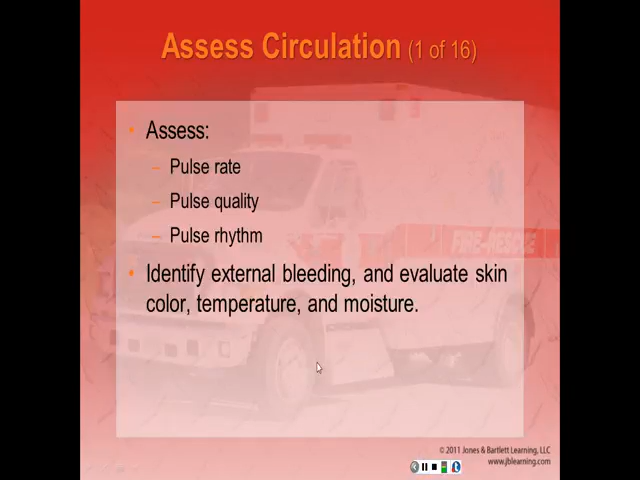 Assess Circulation (1 of 16)
• Assess:
– Pulse rate
– Pulse quality
– Pulse rhythm
• Identify external bleeding, and evaluate skin
color, temperature, and moisture.
FIRE-RESCUE
© 2011 Jones & Bartlett Learning, LLC
www.jblearning.com